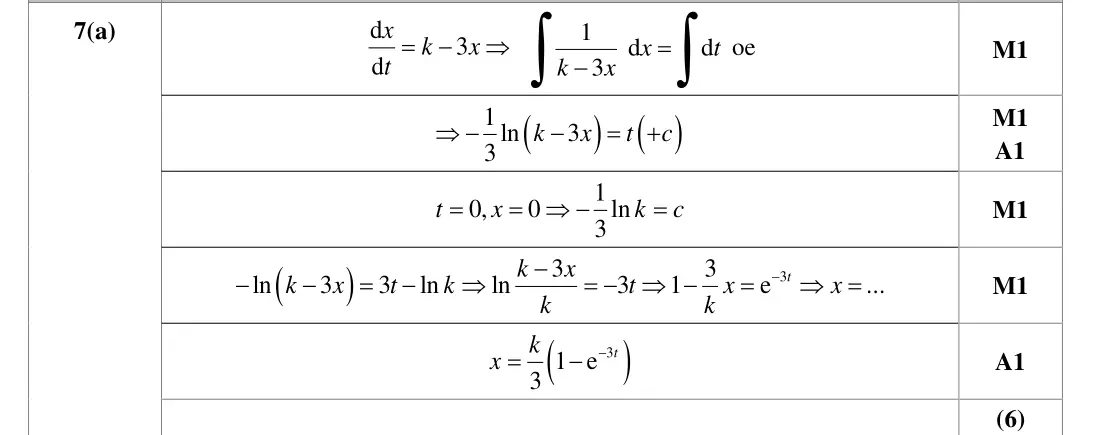 7(a)
dx/dt = k − 3x ⇒ ∫ 1/(k − 3x) dx = ∫ dt oe M1
⇒ −1/3 ln(k − 3x) = t(+c) M1 A1
t = 0, x = 0 ⇒ −1/3 ln k = c M1
−ln(k − 3x) = 3t − ln k ⇒ ln (k − 3x)/k = −3t ⇒ 1 − 3/k x = e⁻³ᵗ ⇒ x = ... M1
x = k/3 (1 − e⁻³ᵗ) A1
(6)